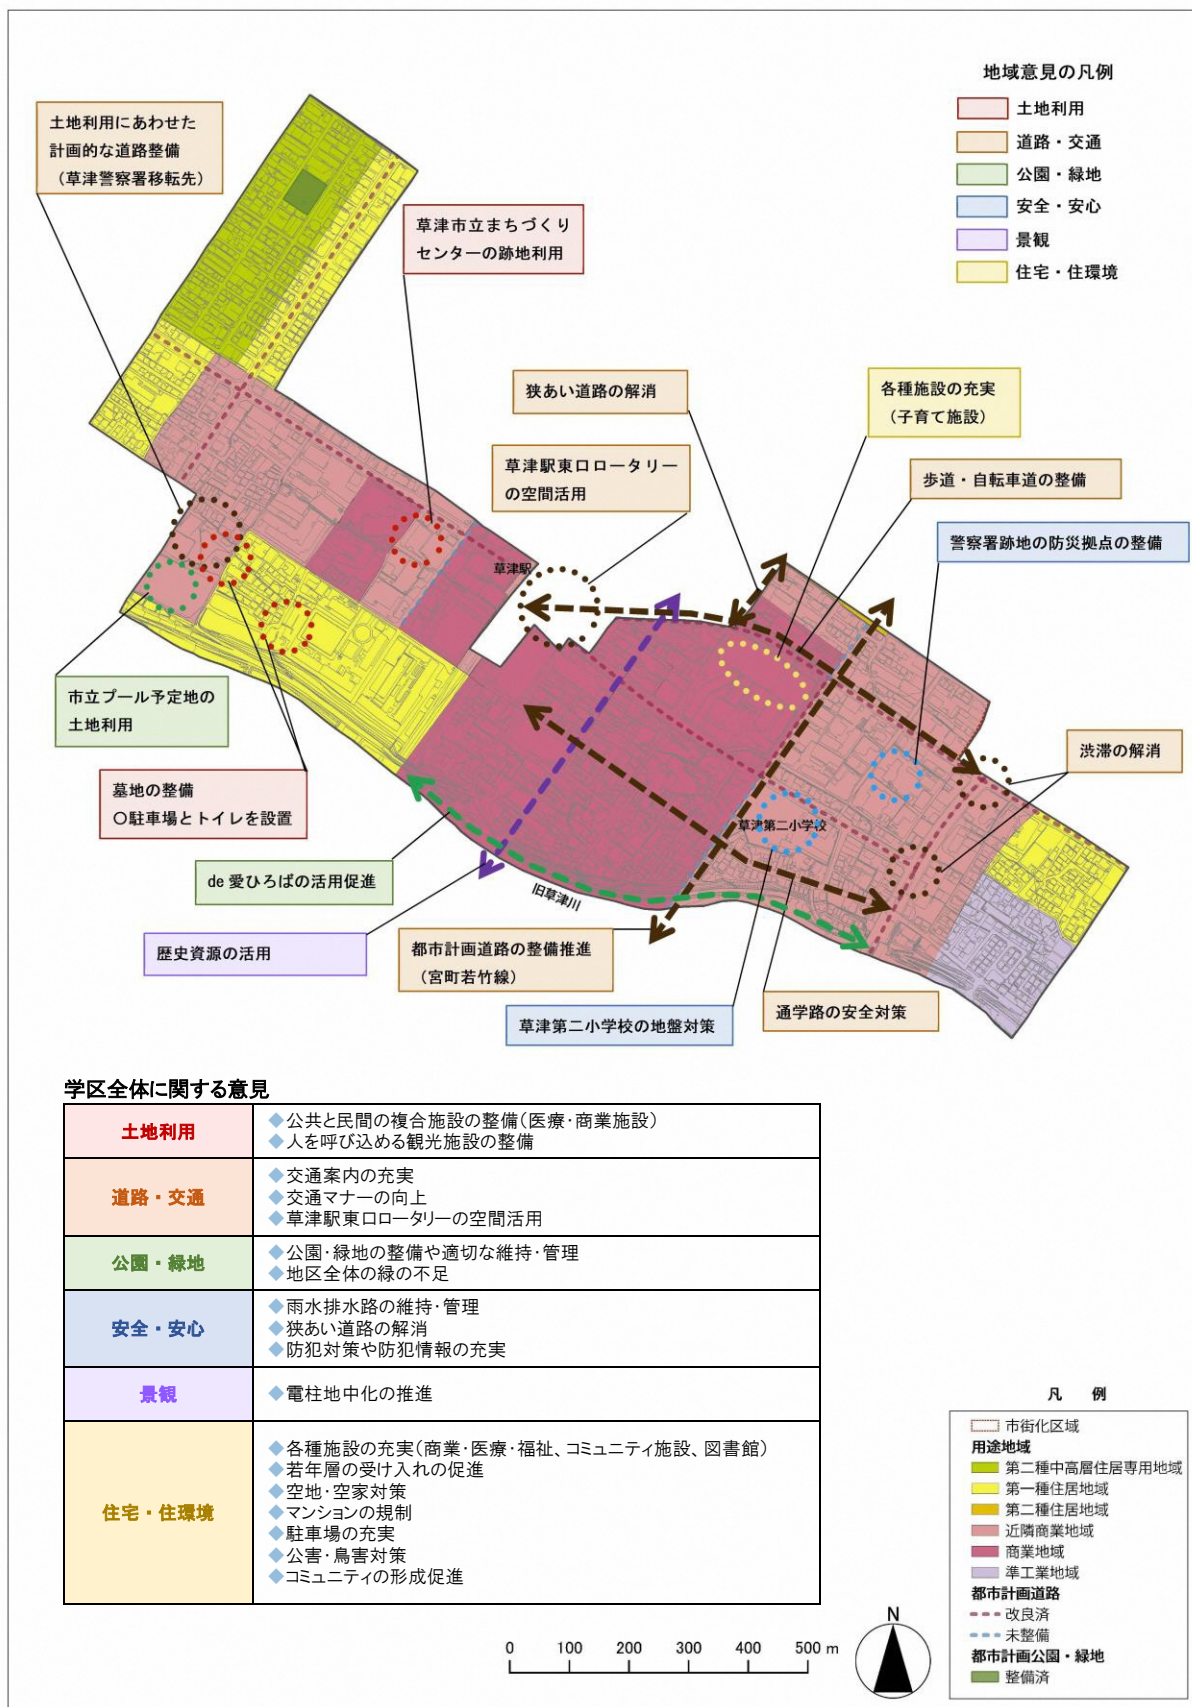 地域意見の凡例
土地利用
道路・交通
公園・緑地
安全・安心
景観
住宅・住環境
土地利用にあわせた
計画的な道路整備
（草津警察署移転先）
草津市立まちづくり
センターの跡地利用
狭あい道路の解消
各種施設の充実
（子育て施設）
草津駅東口ロータリー
の空間活用
歩道・自転車道の整備
警察署跡地の防災拠点の整備
草津駅
市立プール予定地の
土地利用
渋滞の解消
墓地の整備
○駐車場とトイレを設置
草津第二小学校
de 愛ひろばの活用促進
旧草津川
歴史資源の活用
都市計画道路の整備推進
（宮町若竹線）
草津第二小学校の地盤対策
通学路の安全対策
学区全体に関する意見
土地利用
◆公共と民間の複合施設の整備（医療・商業施設）
◆人を呼び込める観光施設の整備
道路・交通
◆交通案内の充実
◆交通マナーの向上
◆草津駅東口ロータリーの空間活用
公園・緑地
◆公園・緑地の整備や適切な維持・管理
◆地区全体の緑の不足
安全・安心
◆雨水排水路の維持・管理
◆狭あい道路の解消
◆防犯対策や防犯情報の充実
景観
◆電柱地中化の推進
住宅・住環境
◆各種施設の充実（商業・医療・福祉、コミュニティ施設、図書館）
◆若年層の受け入れの促進
◆空地・空家対策
◆マンションの規制
◆駐車場の充実
◆公害・鳥害対策
◆コミュニティの形成促進
凡 例
市街化区域
用途地域
第二種中高層住居専用地域
第一種住居地域
第二種住居地域
近隣商業地域
商業地域
準工業地域
都市計画道路
改良済
未整備
都市計画公園・緑地
整備済
0 100 200 300 400 500 m
N